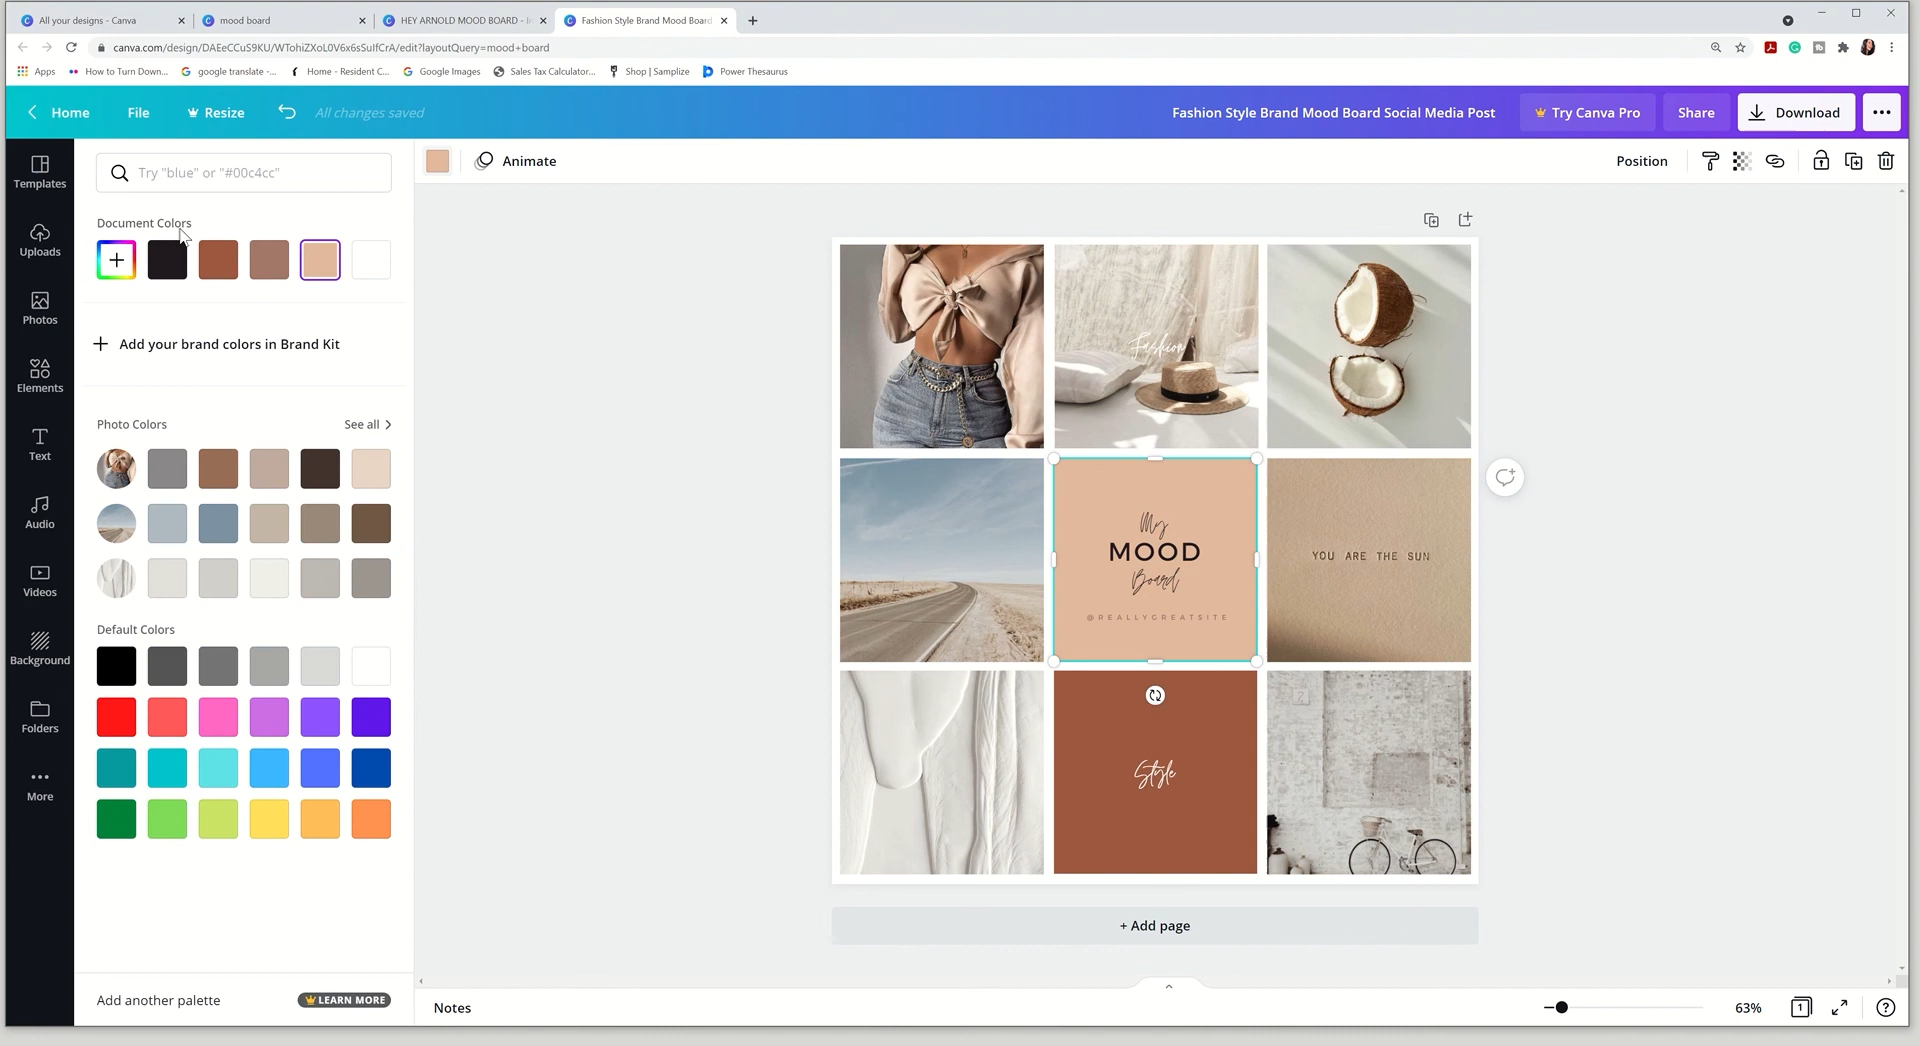 All your designs - Canva
mood board
HEY ARNOLD MOOD BOARD - I
Fashion Style Brand Mood Board
canva.com/design/DAEeCCuS9KU/WTohiZXoL0V6x6sSuIfCrA/edit?layoutQuery=mood+board
Apps
How to Turn Down...
google translate -...
Home - Resident C...
Google Images
Sales Tax Calculator...
Shop | Samplize
Power Thesaurus
Home
File
Resize
All changes saved
Fashion Style Brand Mood Board Social Media Post
Try Canva Pro
Share
Download
Templates
Uploads
Photos
Elements
Text
Audio
Videos
Background
Folders
More
Try "blue" or "#00c4cc"
Document Colors
Add your brand colors in Brand Kit
Photo Colors
See all
Default Colors
Add another palette
LEARN MORE
Animate
Position
Fashion
My
MOOD
Board
@REALLYGREATSITE
YOU ARE THE SUN
Style
2
+ Add page
Notes
63%
1